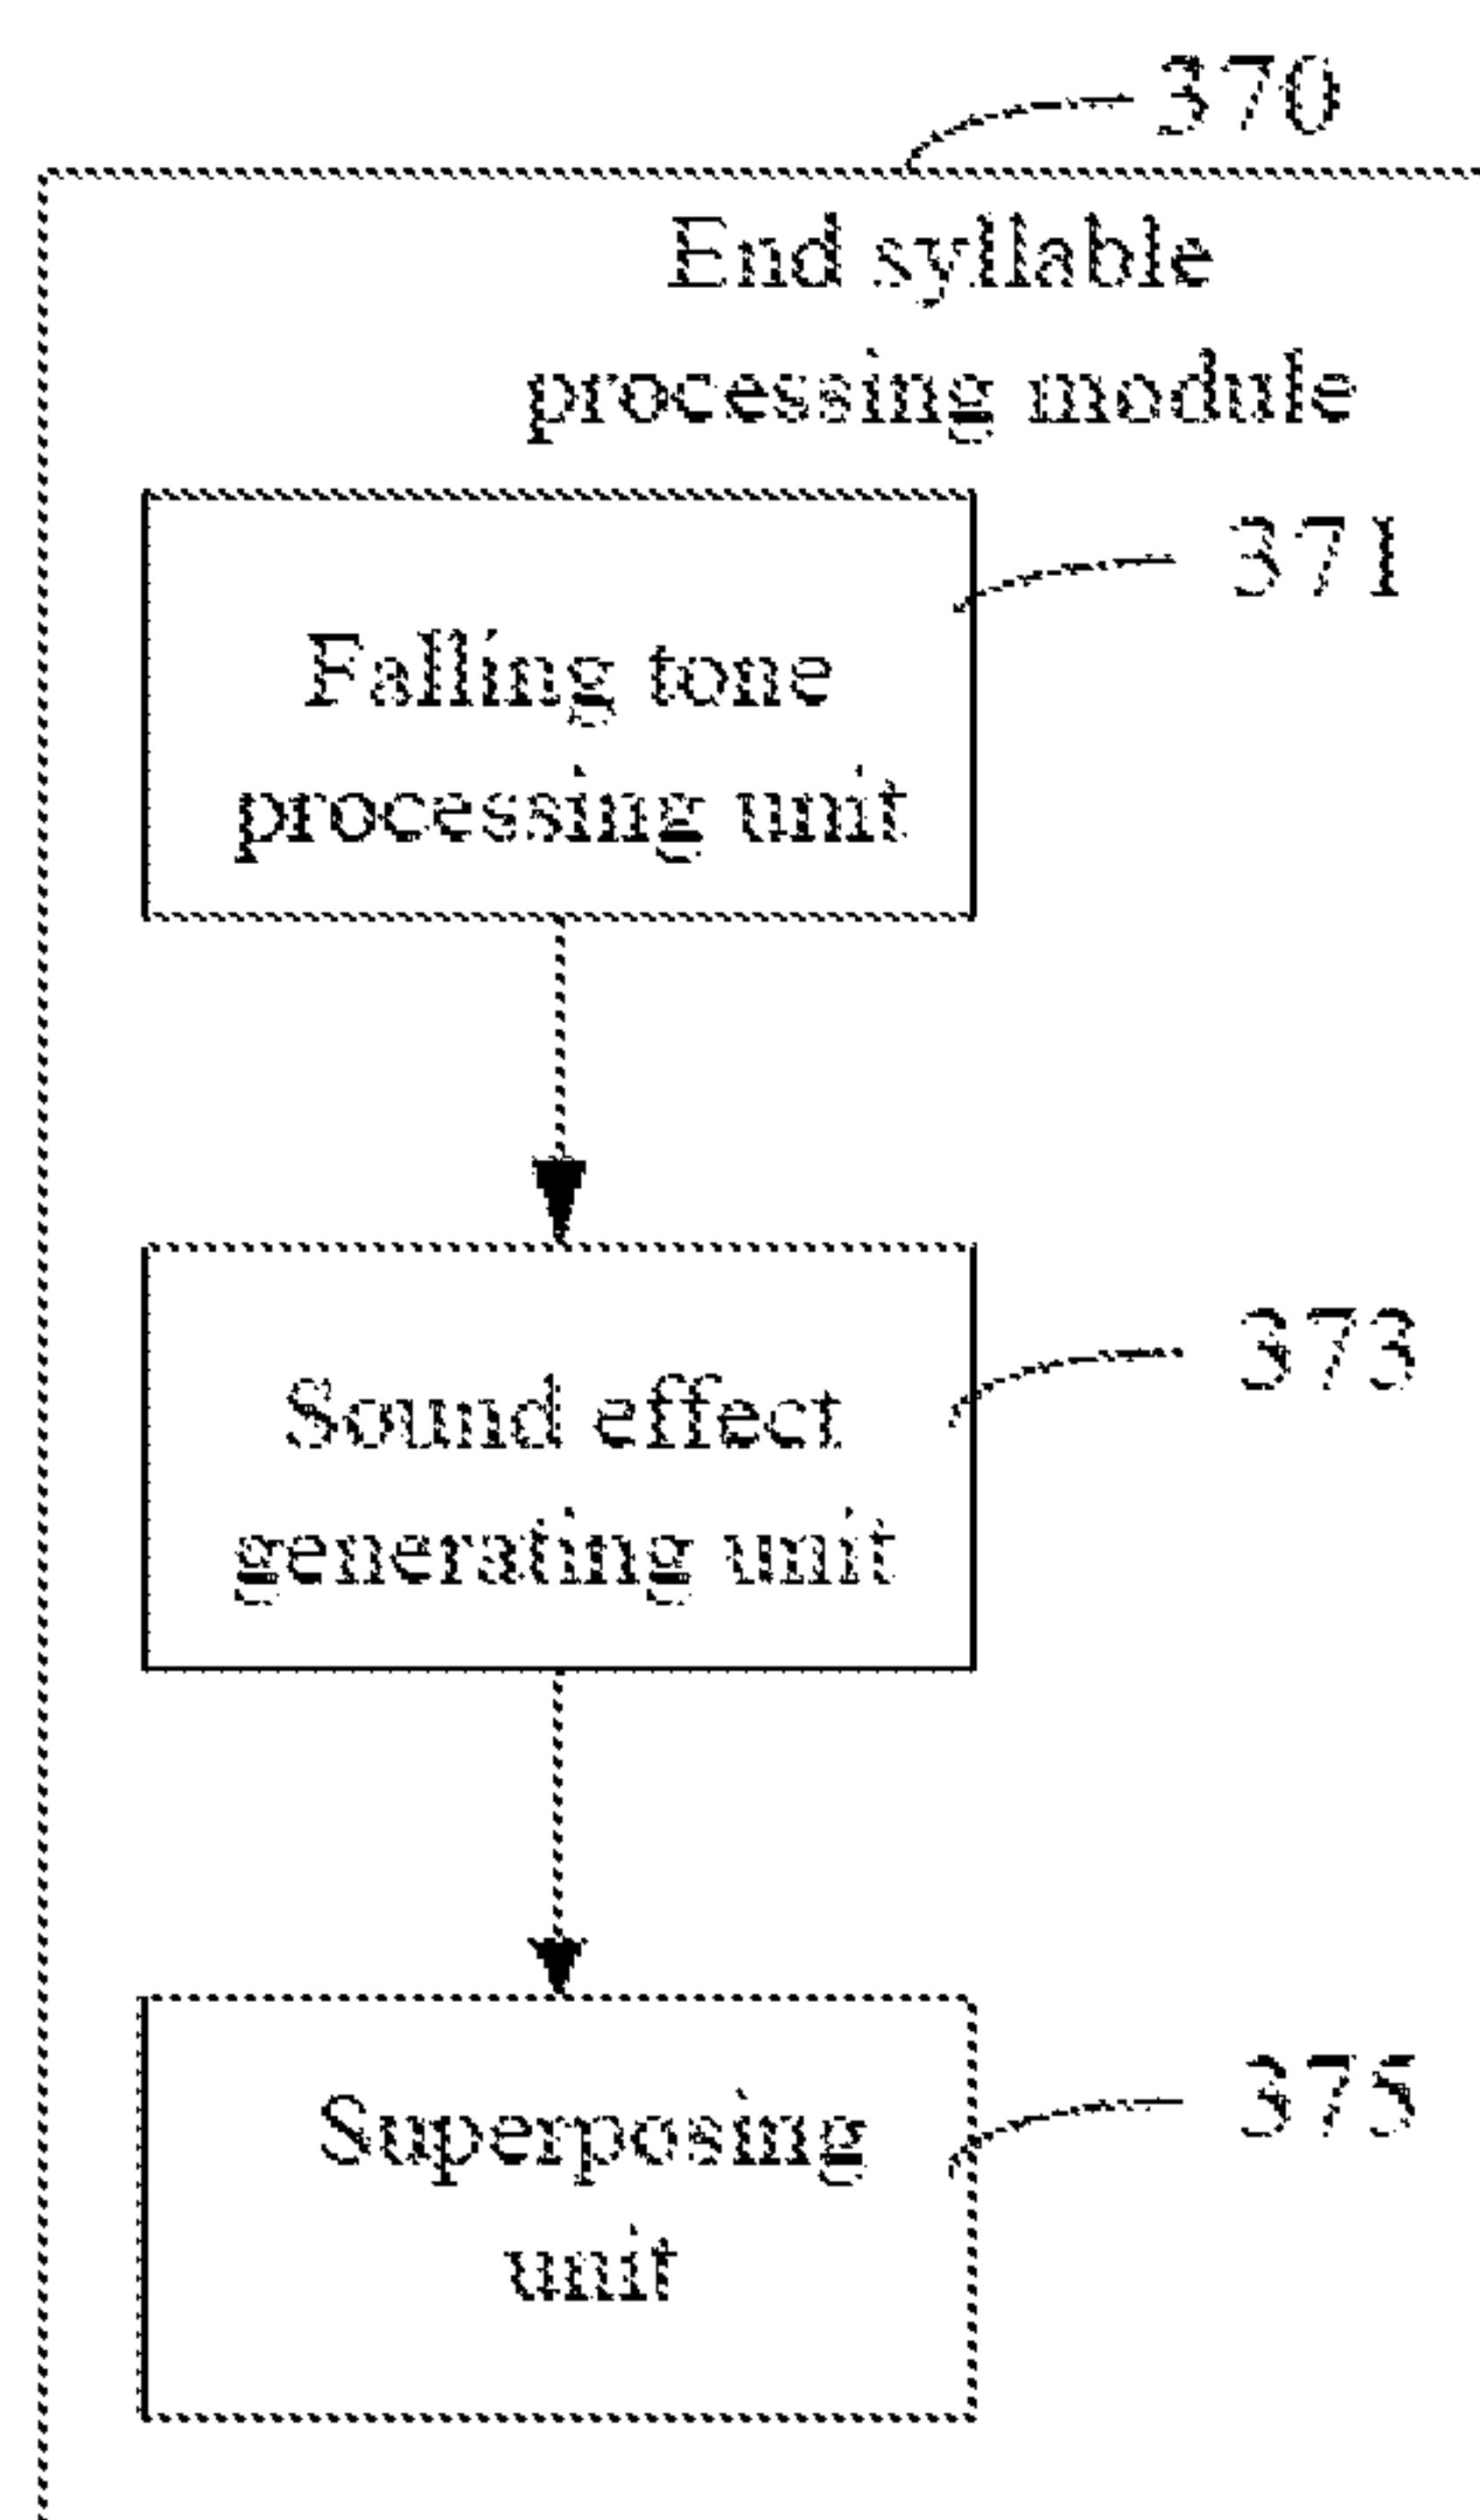 370
End syllable
processing module
371
Falling tone
processing unit
373
Sound effect
generating unit
375
Superposing
unit